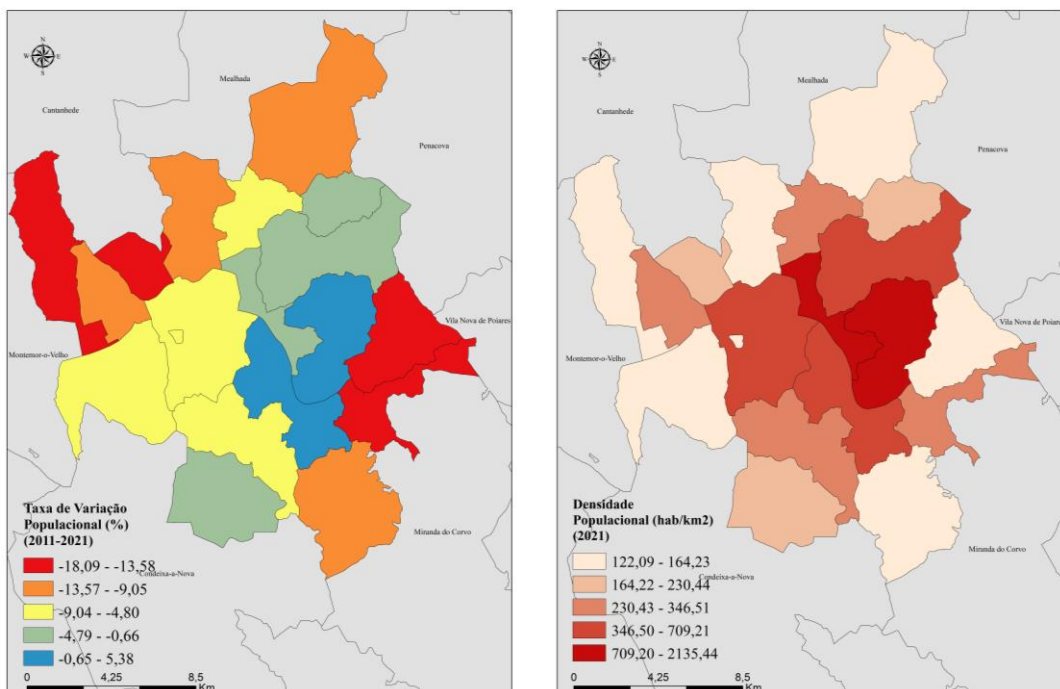 N
W E
S
Mealhada
Cantanhede
Penacova
Vila Nova de Poiares
Montemor-o-Velho
Taxa de Variação
Populacional (%)
(2011-2021)
-18,09 - -13,58
-13,57 - -9,05
-9,04 - -4,80
-4,79 - -0,66
-0,65 - 5,38
Condeixa-a-Nova
Miranda do Corvo
0 4,25 8,5
Km
N
W E
S
Mealhada
Cantanhede
Penacova
Vila Nova de Poiares
Montemor-o-Velho
Densidade
Populacional (hab/km2)
(2021)
122,09 - 164,23
164,22 - 230,44
230,43 - 346,51
346,50 - 709,21
709,20 - 2135,44
Condeixa-a-Nova
Miranda do Corvo
0 4,25 8,5
Km